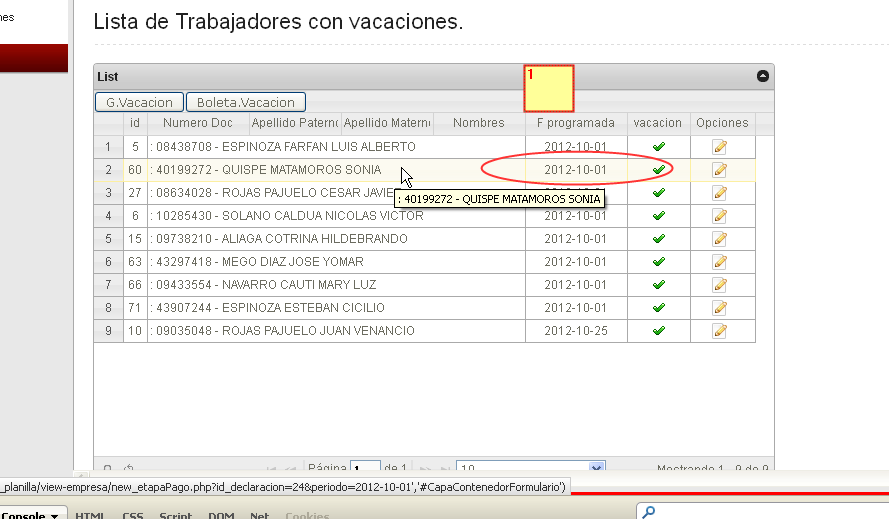 nes
Lista de Trabajadores con vacaciones.
List
1
G.Vacacion Boleta.Vacacion
id Numero Doc Apellido Paterno Apellido Materno Nombres F programada vacacion Opciones
1 5 : 08438708 - ESPINOZA FARFAN LUIS ALBERTO 2012-10-01
2 60 : 40199272 - QUISPE MATAMOROS SONIA 2012-10-01
3 27 : 08634028 - ROJAS PAJUELO CESAR JAVIE
: 40199272 - QUISPE MATAMOROS SONIA
4 6 : 10285430 - SOLANO CALDUA NICOLAS VICTOR 2012-10-01
5 15 : 09738210 - ALIAGA COTRINA HILDEBRANDO 2012-10-01
6 63 : 43297418 - MEGO DIAZ JOSE YOMAR 2012-10-01
7 66 : 09433554 - NAVARRO CAUTI MARY LUZ 2012-10-01
8 71 : 43907244 - ESPINOZA ESTEBAN CICILIO 2012-10-01
9 10 : 09035048 - ROJAS PAJUELO JUAN VENANCIO 2012-10-25
Página 1 de 1 10 Mostrando 1 - 9 de 9
_planilla/view-empresa/new_etapaPago.php?id_declaracion=24&periodo=2012-10-01','#CapaContenedorFormulario')
Console HTML CSS Script DOM Net Cookies